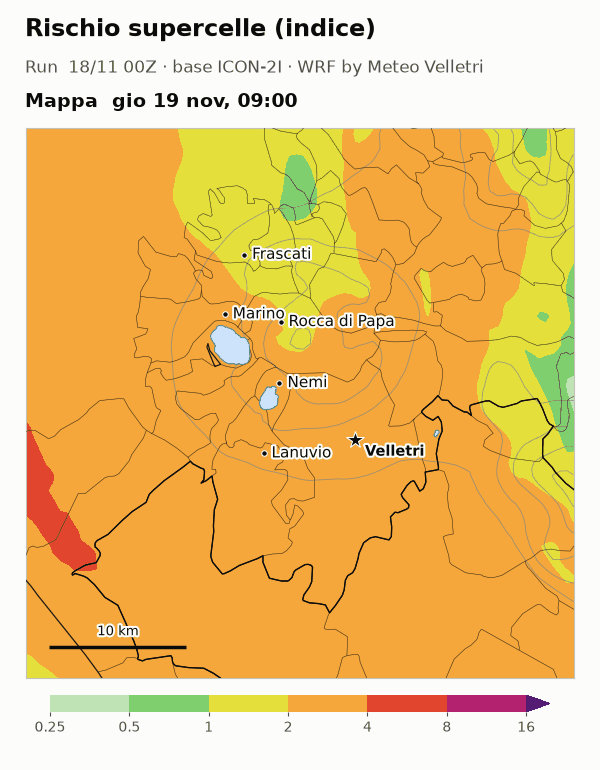 Rischio supercelle (indice)
Run 18/11 00Z · base ICON-2I · WRF by Meteo Velletri
Mappa gio 19 nov, 09:00
Frascati
Marino
Rocca di Papa
Nemi
Velletri
Lanuvio
10 km
0.25 0.5 1 2 4 8 16